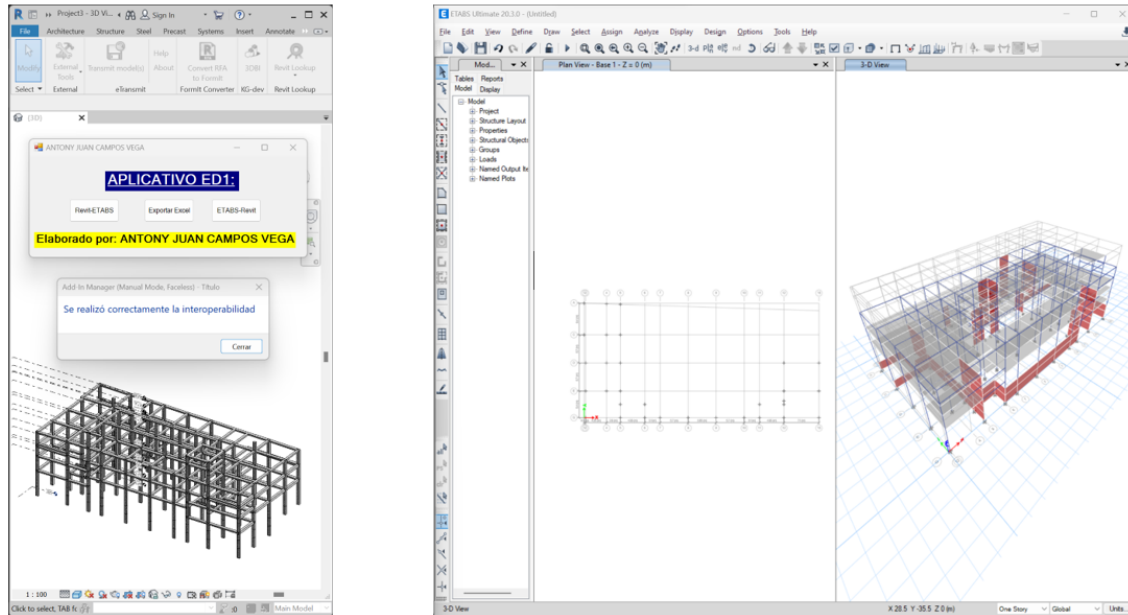 Project3 - 3D Vi...
Sign In
File Architecture Structure Steel Precast Systems Insert Annotate
Modify External Tools Transmit model(s) Help About Convert RFA to FormIt JOBI Revit Lookup
Select External eTransmit FormIt Converter KG-dev Revit Lookup
{3D}
ANTONY JUAN CAMPOS VEGA
APLICATIVO ED1:
Revit-ETABS Exportar Excel ETABS-Revit
Elaborado por: ANTONY JUAN CAMPOS VEGA
Add-In Manager (Manual Mode, Faceless) - Título
Se realizó correctamente la interoperabilidad
Cerrar
1 : 100
Click to select, TAB fo
:0
Main Model
ETABS Ultimate 20.3.0 - (Untitled)
File Edit View Define Draw Select Assign Analyze Display Design Options Tools Help
Mod...
Plan View - Base 1 - Z = 0 (m)
3-D View
Tables Reports
Model Display
Model
Project
Structure Layout
Properties
Structural Objects
Groups
Loads
Named Output Ite
Named Plots
3-D View
X 28.5 Y -35.5 Z 0 (m)
One Story
Global
Units...